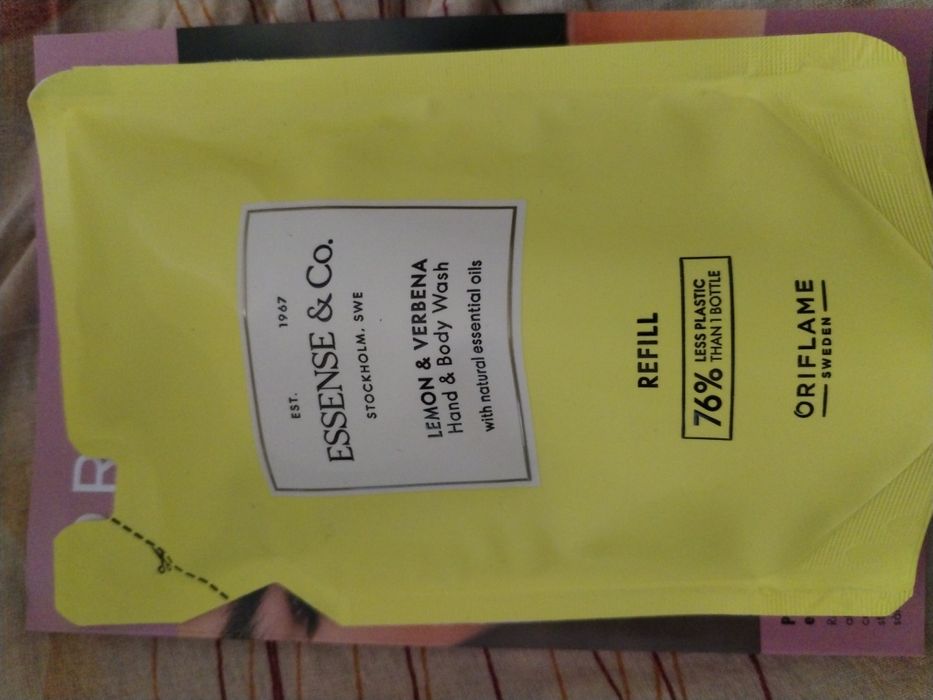 EST. 1967
ESSENSE & Co.
STOCKHOLM, SWE
LEMON & VERBENA
Hand & Body Wash
with natural essential oils
REFILL
76% LESS PLASTIC
THAN 1 BOTTLE
ORIFLAME
SWEDEN